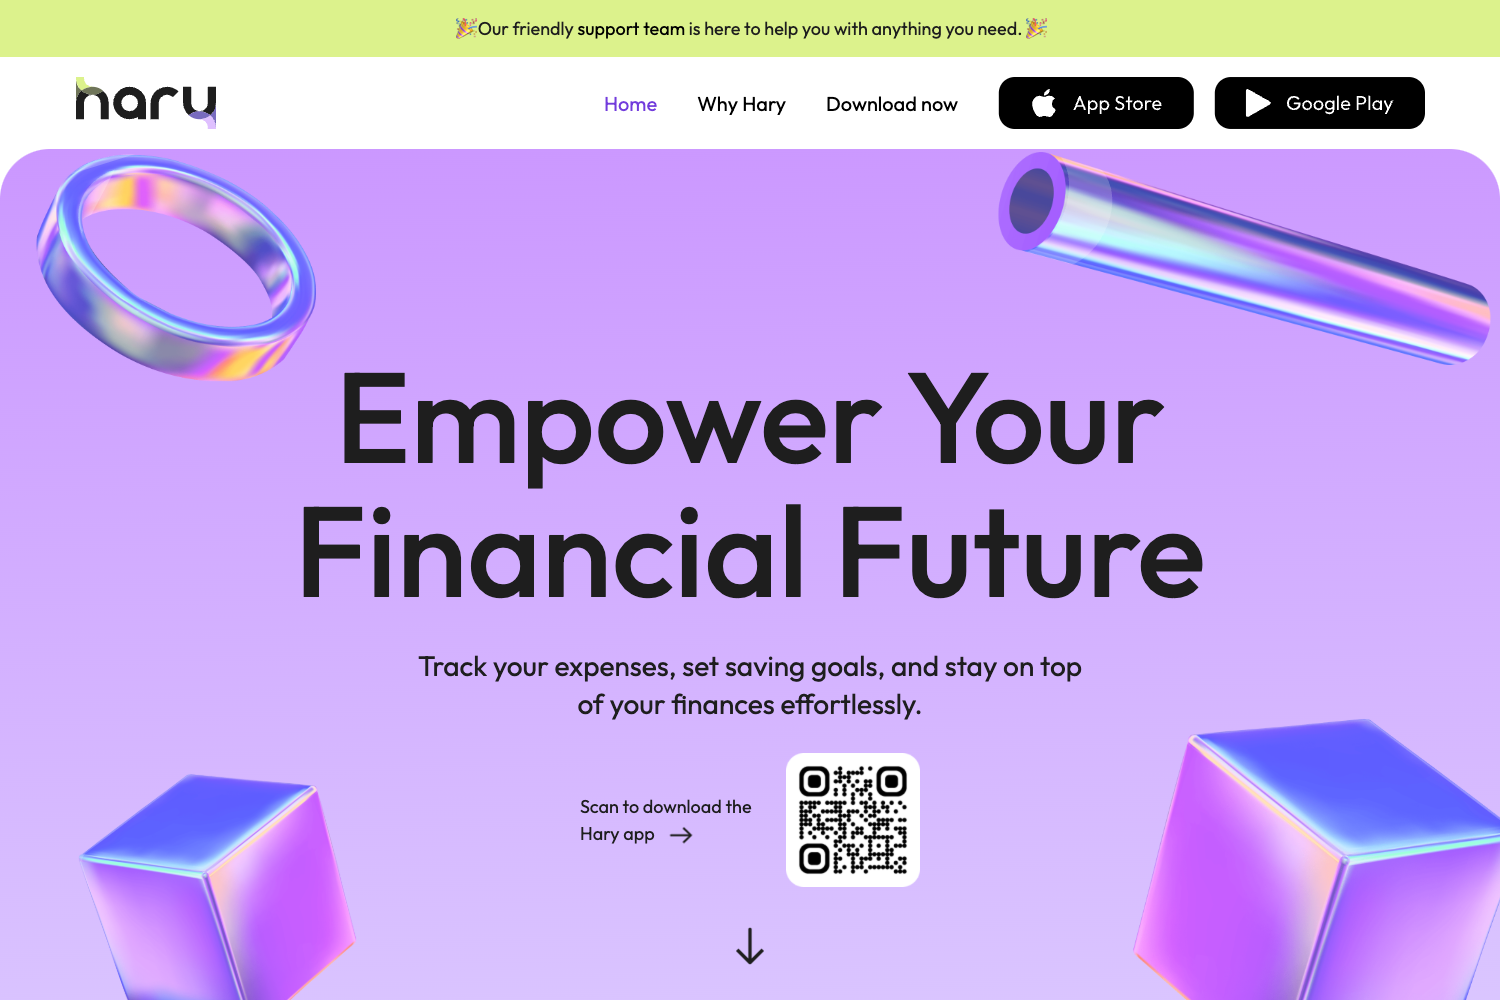 🎉Our friendly support team is here to help you with anything you need. 🎉
hary
Home
Why Hary
Download now
App Store
Google Play
Empower Your
Financial Future
Track your expenses, set saving goals, and stay on top
of your finances effortlessly.
Scan to download the
Hary app